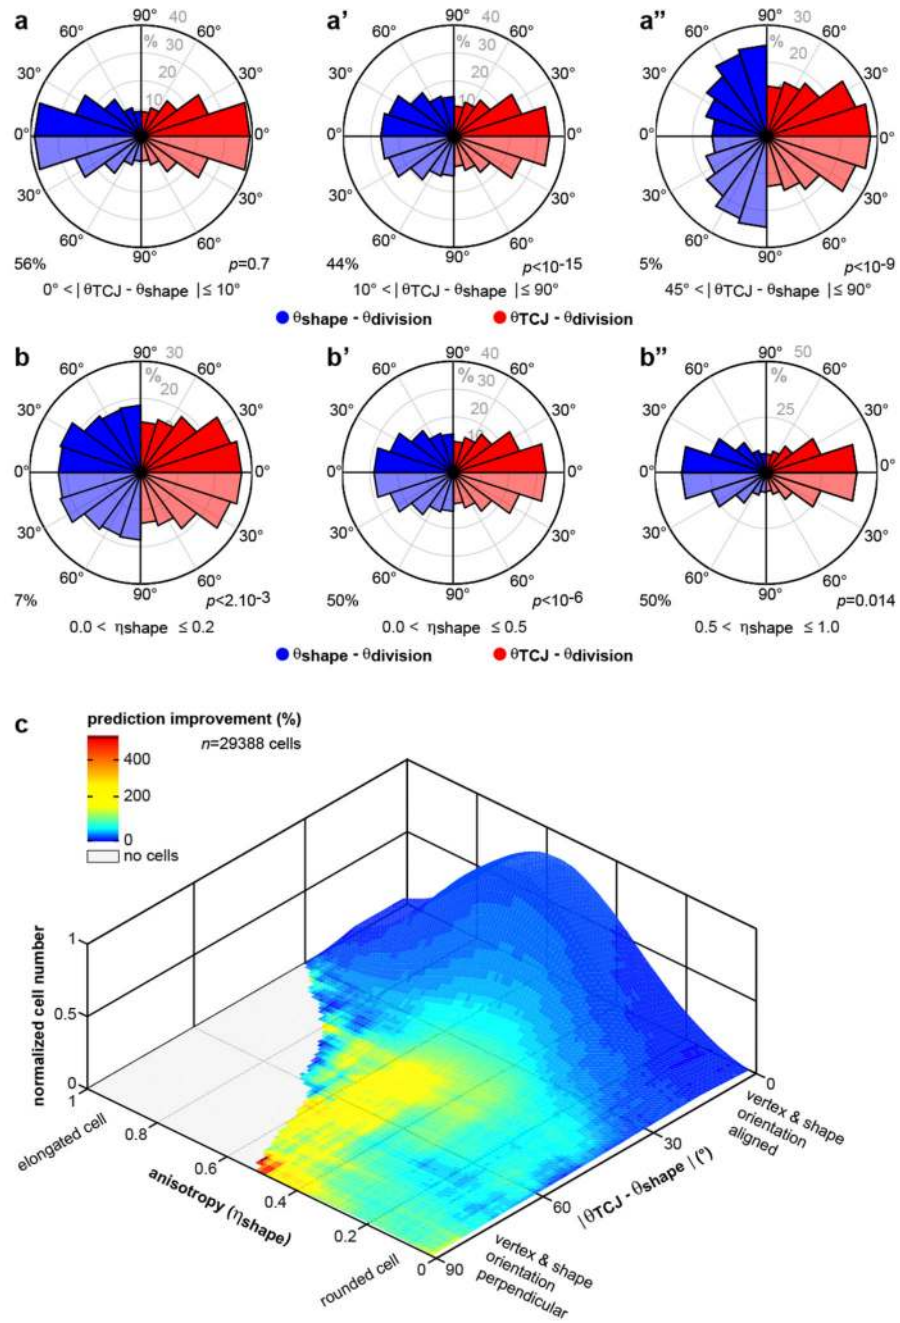 a a' a"
90° 40 90° 40 90° 30
60° % 30 60° 60° % 30 60° 60° % 60°
30° 20 30° 30° 20 30° 30° 20 30°
10 10
0° 0° 0° 0° 0° 0°
30° 30° 30° 30° 30° 30°
60° 60° 60° 60° 60° 60°
90° 90° 90°
56% p=0.7 44% p<10-15 5% p<10-9
0° <| θTCJ - θshape | ≤ 10° 10° <| θTCJ - θshape | ≤ 90° 45° <| θTCJ - θshape | ≤ 90°
θshape - θdivision θTCJ - θdivision
b b' b"
90° 30 90° 40 90° 50
60° % 60° 60° % 30 60° 60° % 60°
20 20 25
30° 30° 30° 10 30° 30° 30°
0° 0° 0° 0° 0° 0°
30° 30° 30° 30° 30° 30°
60° 60° 60° 60° 60° 60°
90° 90° 90°
7% p<2.10-3 50% p<10-6 50% p=0.014
0.0 < ηshape ≤ 0.2 0.0 < ηshape ≤ 0.5 0.5 < ηshape ≤ 1.0
θshape - θdivision θTCJ - θdivision
c
prediction improvement (%)
n=29388 cells
400
200
0
no cells
normalized cell number
1
0.5
0
1
0.8
0.6
0.4
0.2
0
elongated cell
anisotropy (ηshape)
rounded cell
90
60
30
0
| θTCJ - θshape | (°)
vertex & shape
orientation
aligned
vertex & shape
orientation
perpendicular